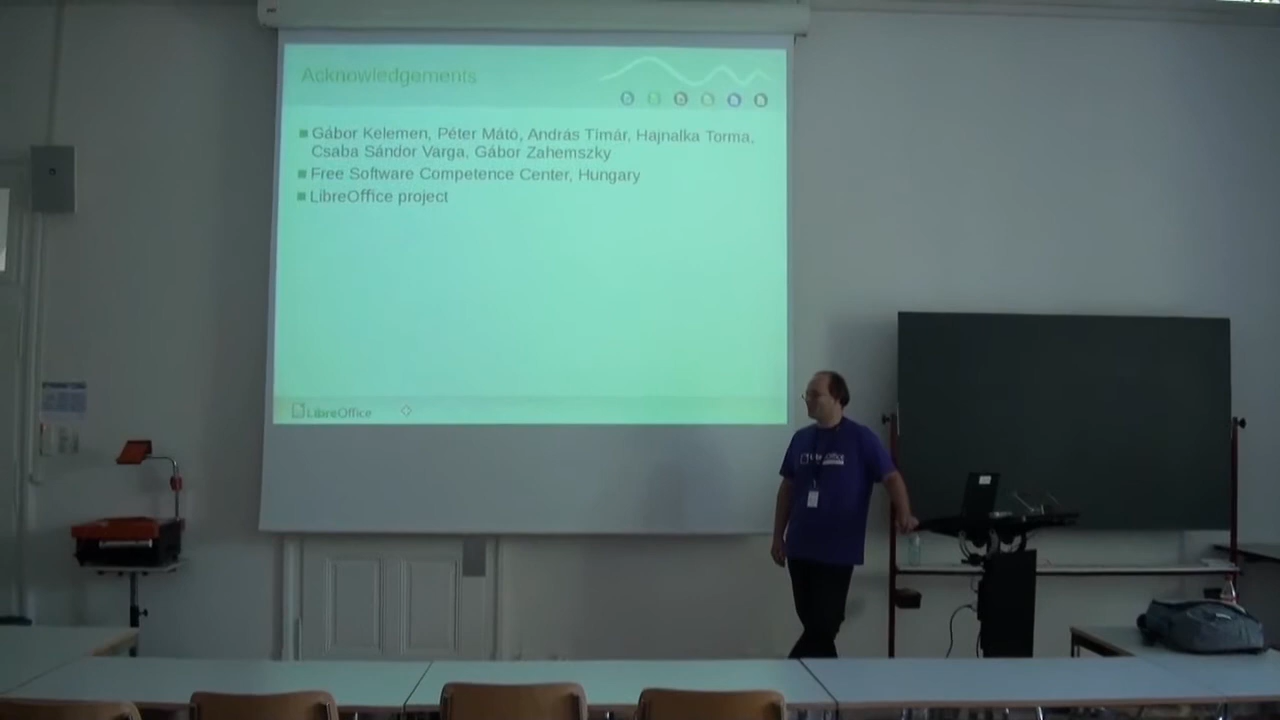 Acknowledgements
Gábor Kelemen, Péter Mátó, András Tímár, Hajnalka Torma,
Csaba Sándor Varga, Gábor Zahemszky
Free Software Competence Center, Hungary
LibreOffice project
LibreOffice
LibreOffice